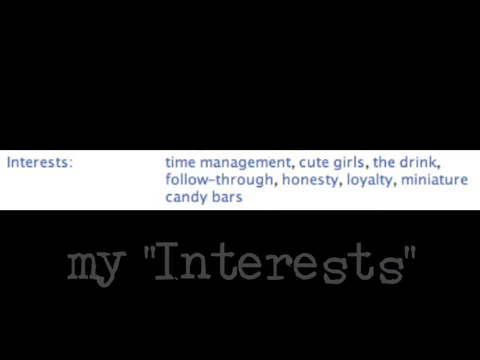 Interests: time management, cute girls, the drink,
follow-through, honesty, loyalty, miniature
candy bars
my "Interests"